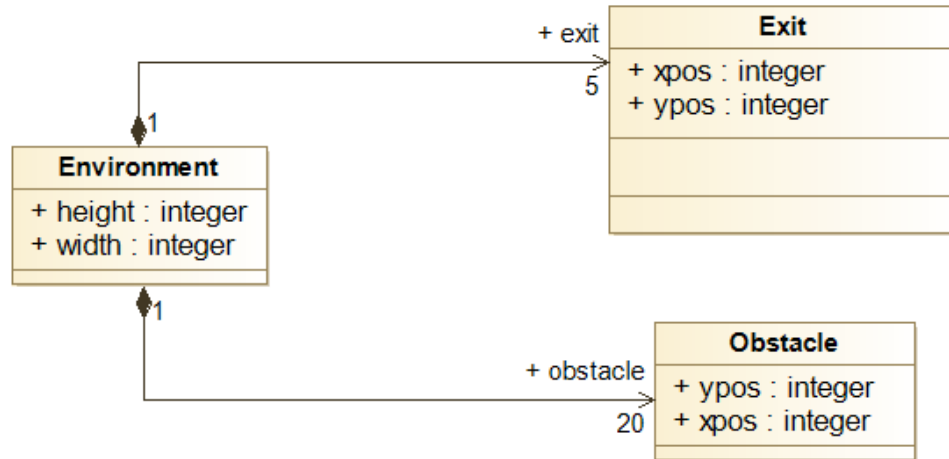 + exit
5
Exit
+ xpos : integer
+ ypos : integer
1
Environment
+ height : integer
+ width : integer
1
+ obstacle
20
Obstacle
+ ypos : integer
+ xpos : integer